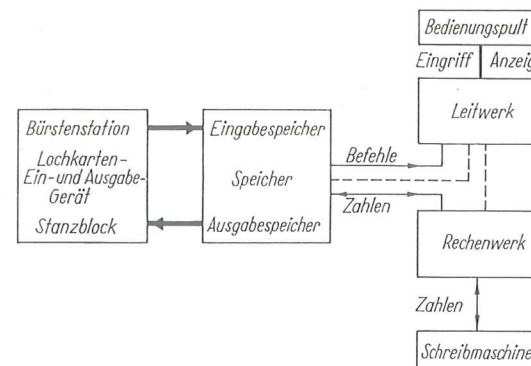 Bedienungspult
Eingriff Anzeig
Leitwerk
Bürstenstation
Eingabespeicher
Lochkarten-
Ein- und Ausgabe-
Gerät
Speicher
Befehle
Zahlen
Stanzblock
Ausgabespeicher
Rechenwerk
Zahlen
Schreibmaschine